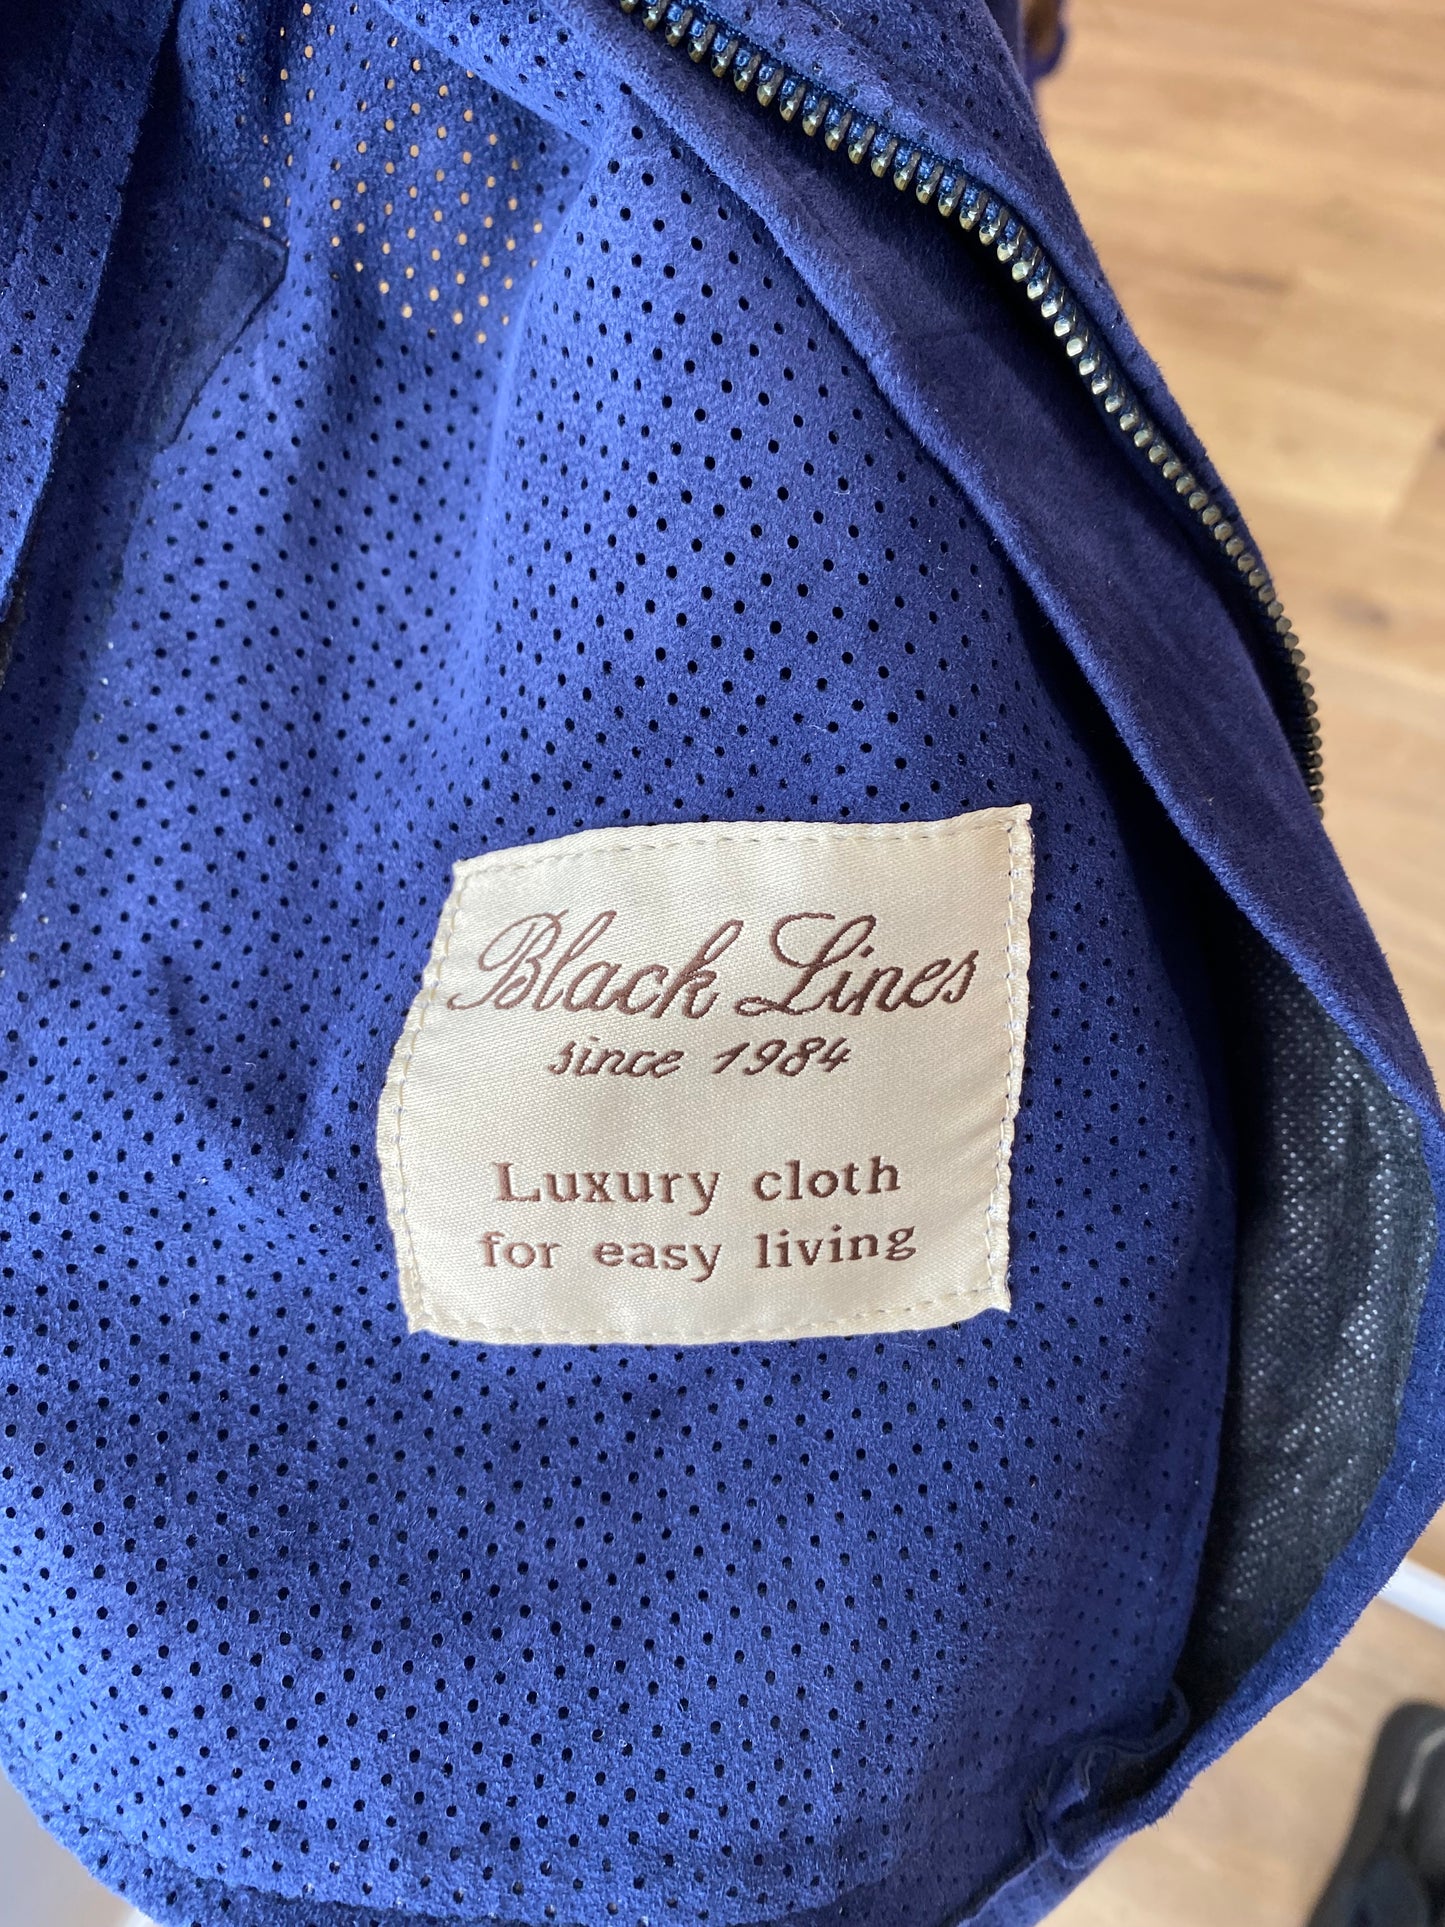 Black Lines
since 1984
Luxury cloth
for easy living